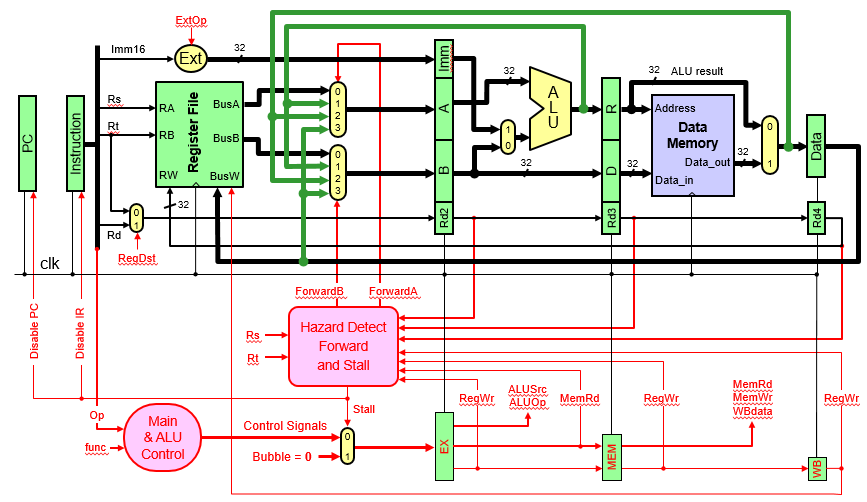 ExtOp
Imm16
Ext
32
Imm
32
32
ALU result
PC
Instruction
Rs
Rt
RA
RB
RW
Register File
BusA
BusB
BusW
0
1
2
3
0
1
2
3
A
B
1
0
32
ALU
R
D
32
Address
Data Memory
Data_out
Data_in
32
0
1
Data
32
0
1
Rd
RegDst
Rd2
Rd3
Rd4
clk
Disable PC
Disable IR
ForwardB
ForwardA
Rs
Rt
Hazard Detect
Forward
and Stall
Stall
RegWr
ALUSrc
ALUOp
MemRd
RegWr
MemRd
MemWr
WBdata
RegWr
Op
func
Main
& ALU
Control
Control Signals
Bubble = 0
0
1
EX
MEM
WB